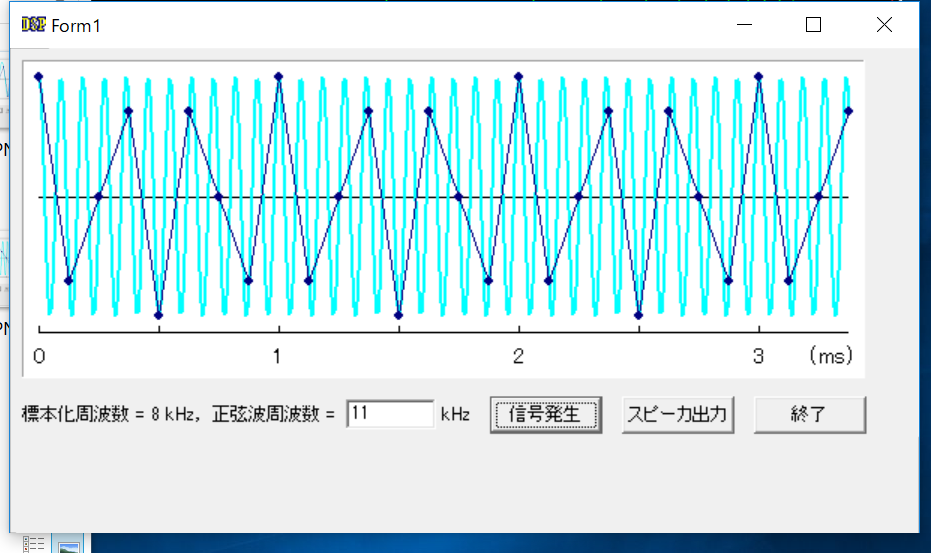 DSP Form1
0 1 2 3 (ms)
標本化周波数 = 8 kHz, 正弦波周波数 = 11 kHz 信号発生 スピーカ出力 終了